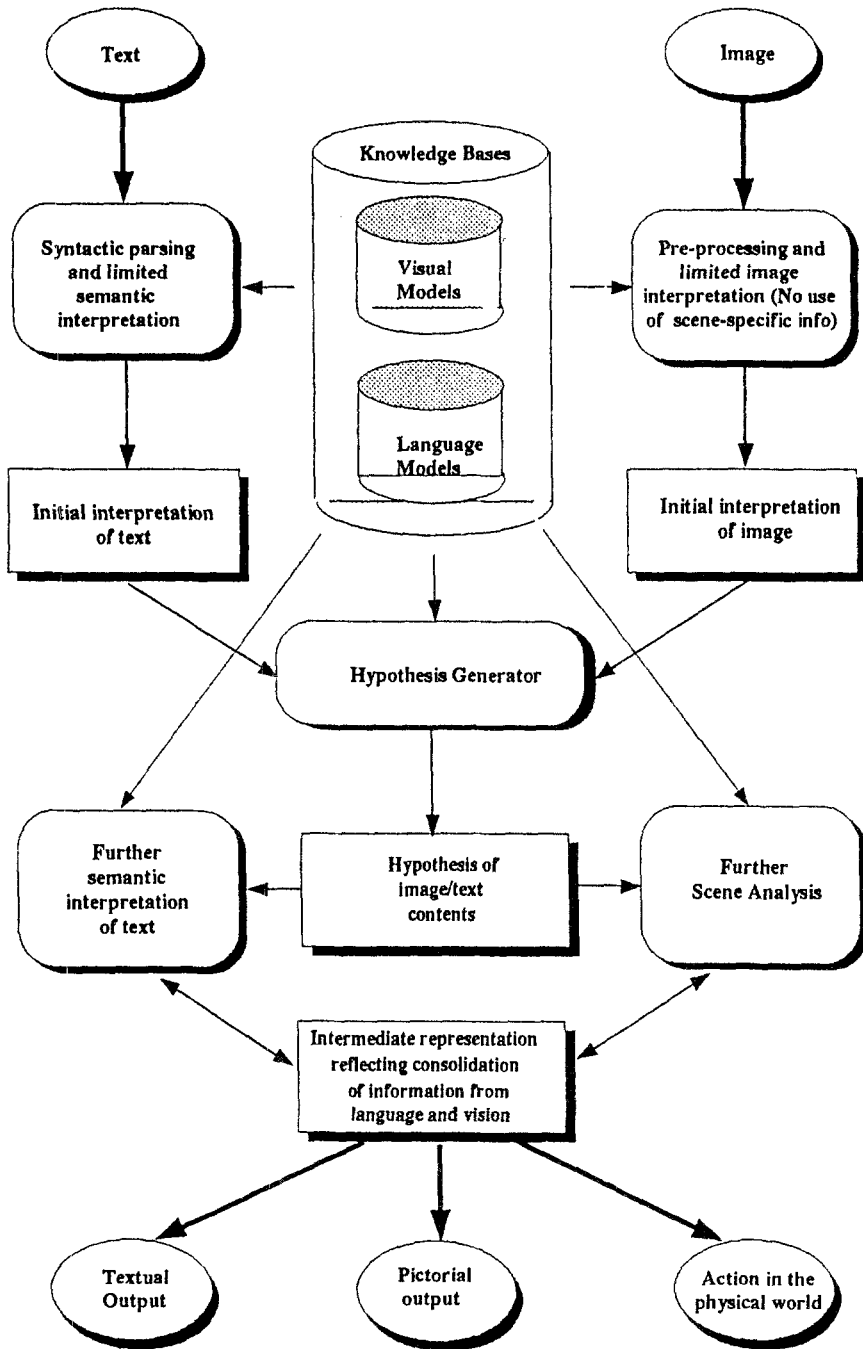 Text
Image
Knowledge Bases
Visual
Models
Language
Models
Syntactic parsing
and limited
semantic
interpretation
Pre-processing and
limited image
interpretation (No use
of scene-specific info)
Initial interpretation
of text
Initial interpretation
of image
Hypothesis Generator
Further
semantic
interpretation
of text
Hypothesis of
image/text
contents
Further
Scene Analysis
Intermediate representation
reflecting consolidation
of information from
language and vision
Textual
Output
Pictorial
output
Action in the
physical world